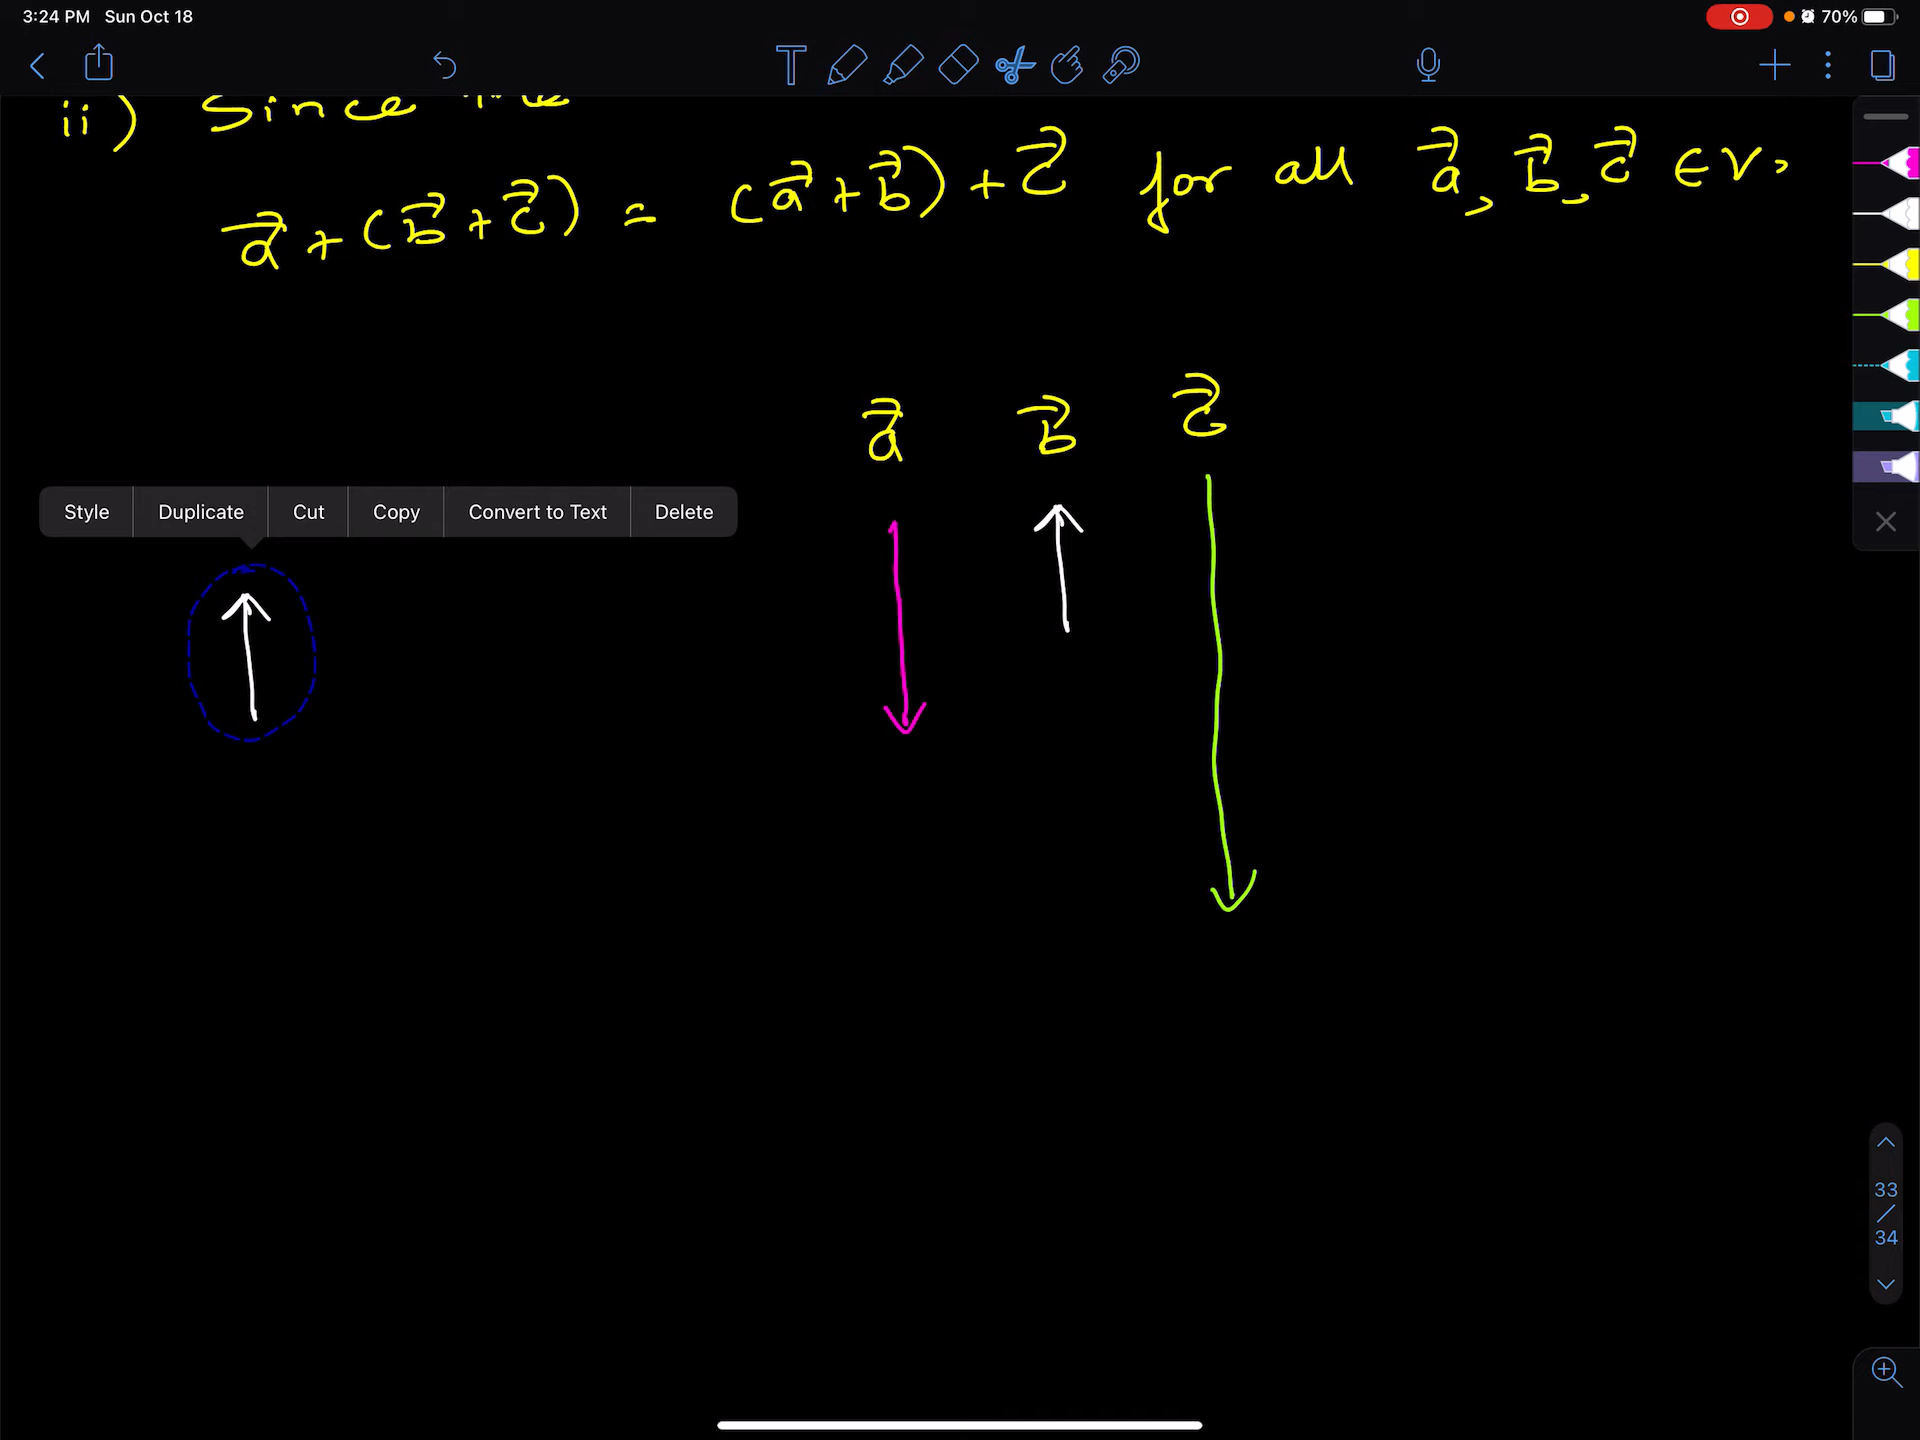 3:24 PM Sun Oct 18
70%
ii) Since the
a⃗ + (b⃗ + c⃗) = (a⃗ + b⃗) + c⃗ for all a⃗, b⃗, c⃗ ∈ V,
a⃗ b⃗ c⃗
Style Duplicate Cut Copy Convert to Text Delete
33
/
34